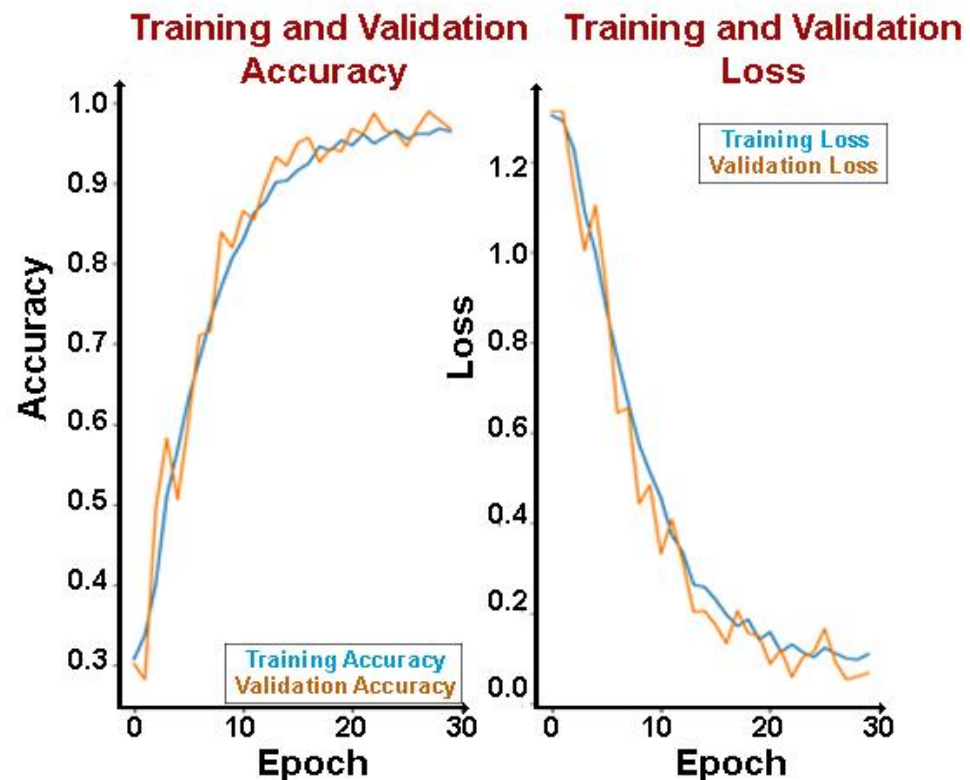 Training and Validation
Accuracy
1.0
0.9
0.8
0.7
0.6
0.5
0.4
0.3
Accuracy
Training Accuracy
Validation Accuracy
0
10
20
30
Epoch
Training and Validation
Loss
Training Loss
Validation Loss
1.2
1.0
0.8
0.6
0.4
0.2
0.0
Loss
0
10
20
30
Epoch